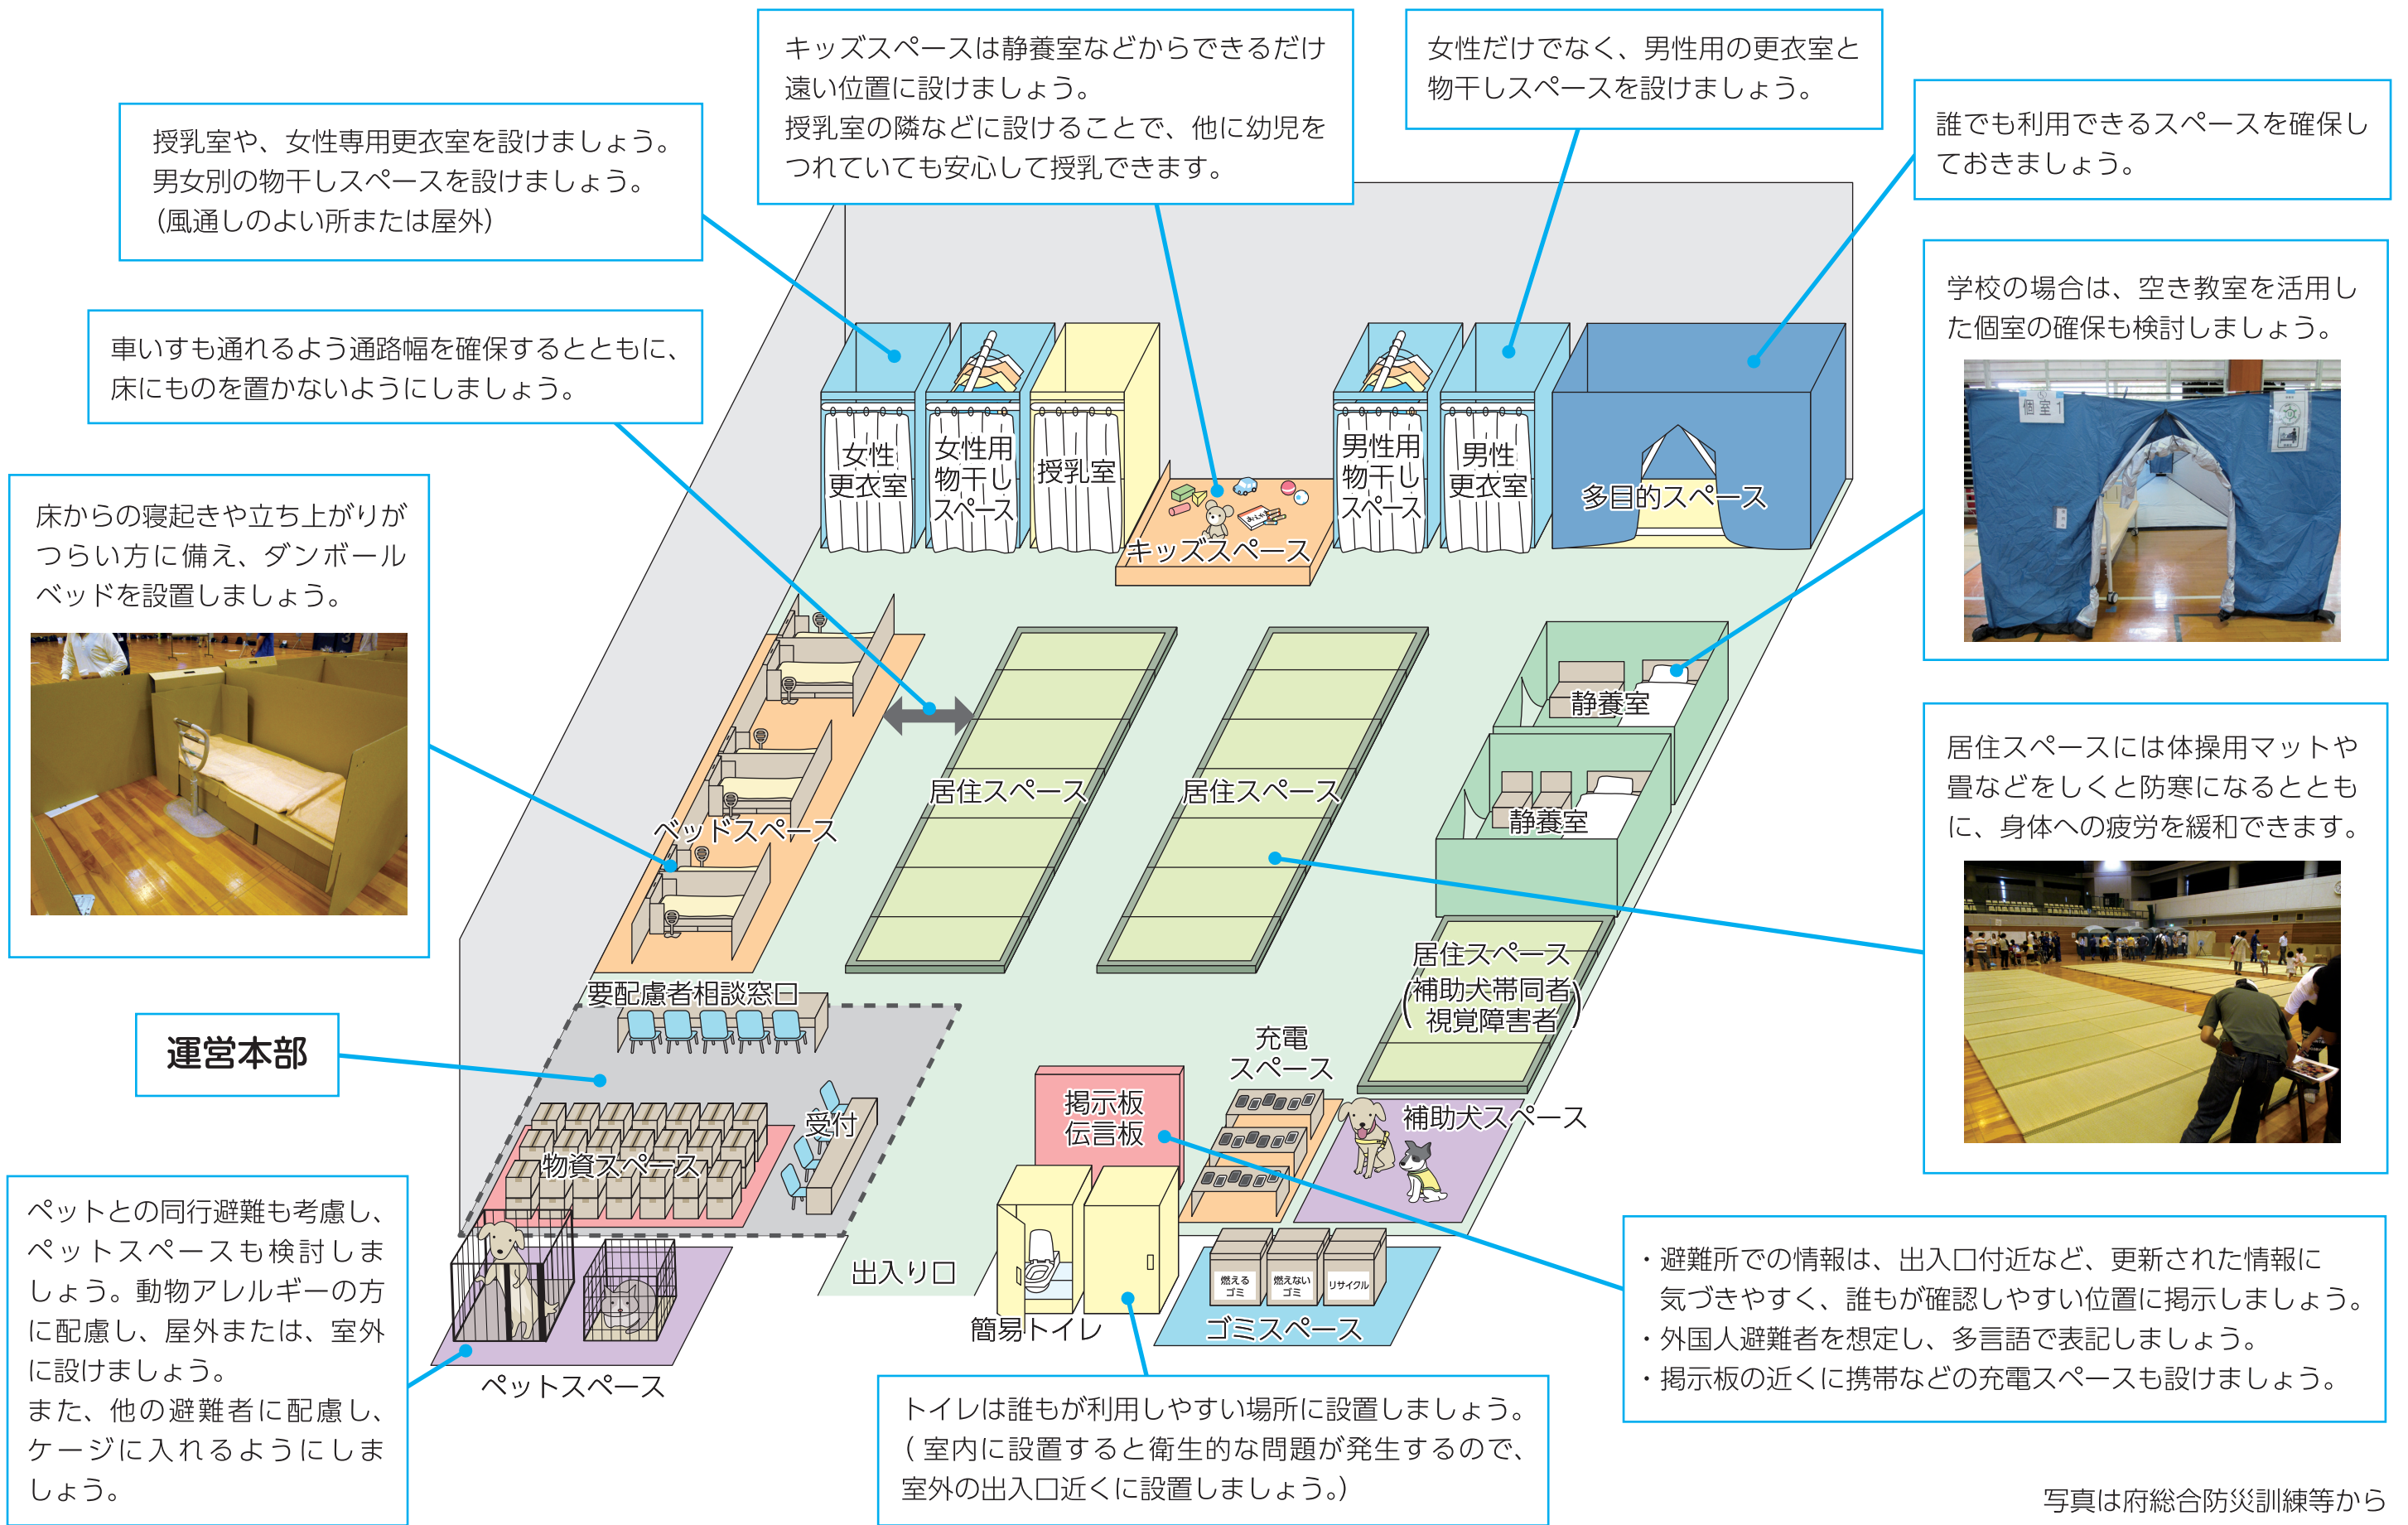 キッズスペースは静養室などからできるだけ
遠い位置に設けましょう。
授乳室の隣などに設けることで、他に幼児を
つれていても安心して授乳できます。
女性だけでなく、男性用の更衣室と
物干しスペースを設けましょう。
誰でも利用できるスペースを確保し
ておきましょう。
授乳室や、女性専用更衣室を設けましょう。
男女別の物干しスペースを設けましょう。
（風通しのよい所または屋外）
学校の場合は、空き教室を活用し
た個室の確保も検討しましょう。
個室1
車いすも通れるよう通路幅を確保するとともに、
床にものを置かないようにしましょう。
床からの寝起きや立ち上がりが
つらい方に備え、ダンボール
ベッドを設置しましょう。
女性
更衣室
女性用
物干し
スペース
授乳室
キッズスペース
男性用
物干し
スペース
男性
更衣室
多目的スペース
静養室
静養室
居住スペース
居住スペース
ベッドスペース
居住スペースには体操用マットや
畳などをしくと防寒になるととも
に、身体への疲労を緩和できます。
居住スペース
（補助犬帯同者
視覚障害者）
要配慮者相談窓口
運営本部
充電
スペース
掲示板
伝言板
受付
補助犬スペース
物資スペース
出入り口
簡易トイレ
燃える
ゴミ
燃えない
ゴミ
リサイクル
ゴミスペース
ペットスペース
ペットとの同行避難も考慮し、
ペットスペースも検討しま
しょう。動物アレルギーの方
に配慮し、屋外または、室外
に設けましょう。
また、他の避難者に配慮し、
ケージに入れるようにしま
しょう。
トイレは誰もが利用しやすい場所に設置しましょう。
（室内に設置すると衛生的な問題が発生するので、
室外の出入口近くに設置しましょう。）
・避難所での情報は、出入口付近など、更新された情報に
気づきやすく、誰もが確認しやすい位置に掲示しましょう。
・外国人避難者を想定し、多言語で表記しましょう。
・掲示板の近くに携帯などの充電スペースも設けましょう。
写真は府総合防災訓練等から